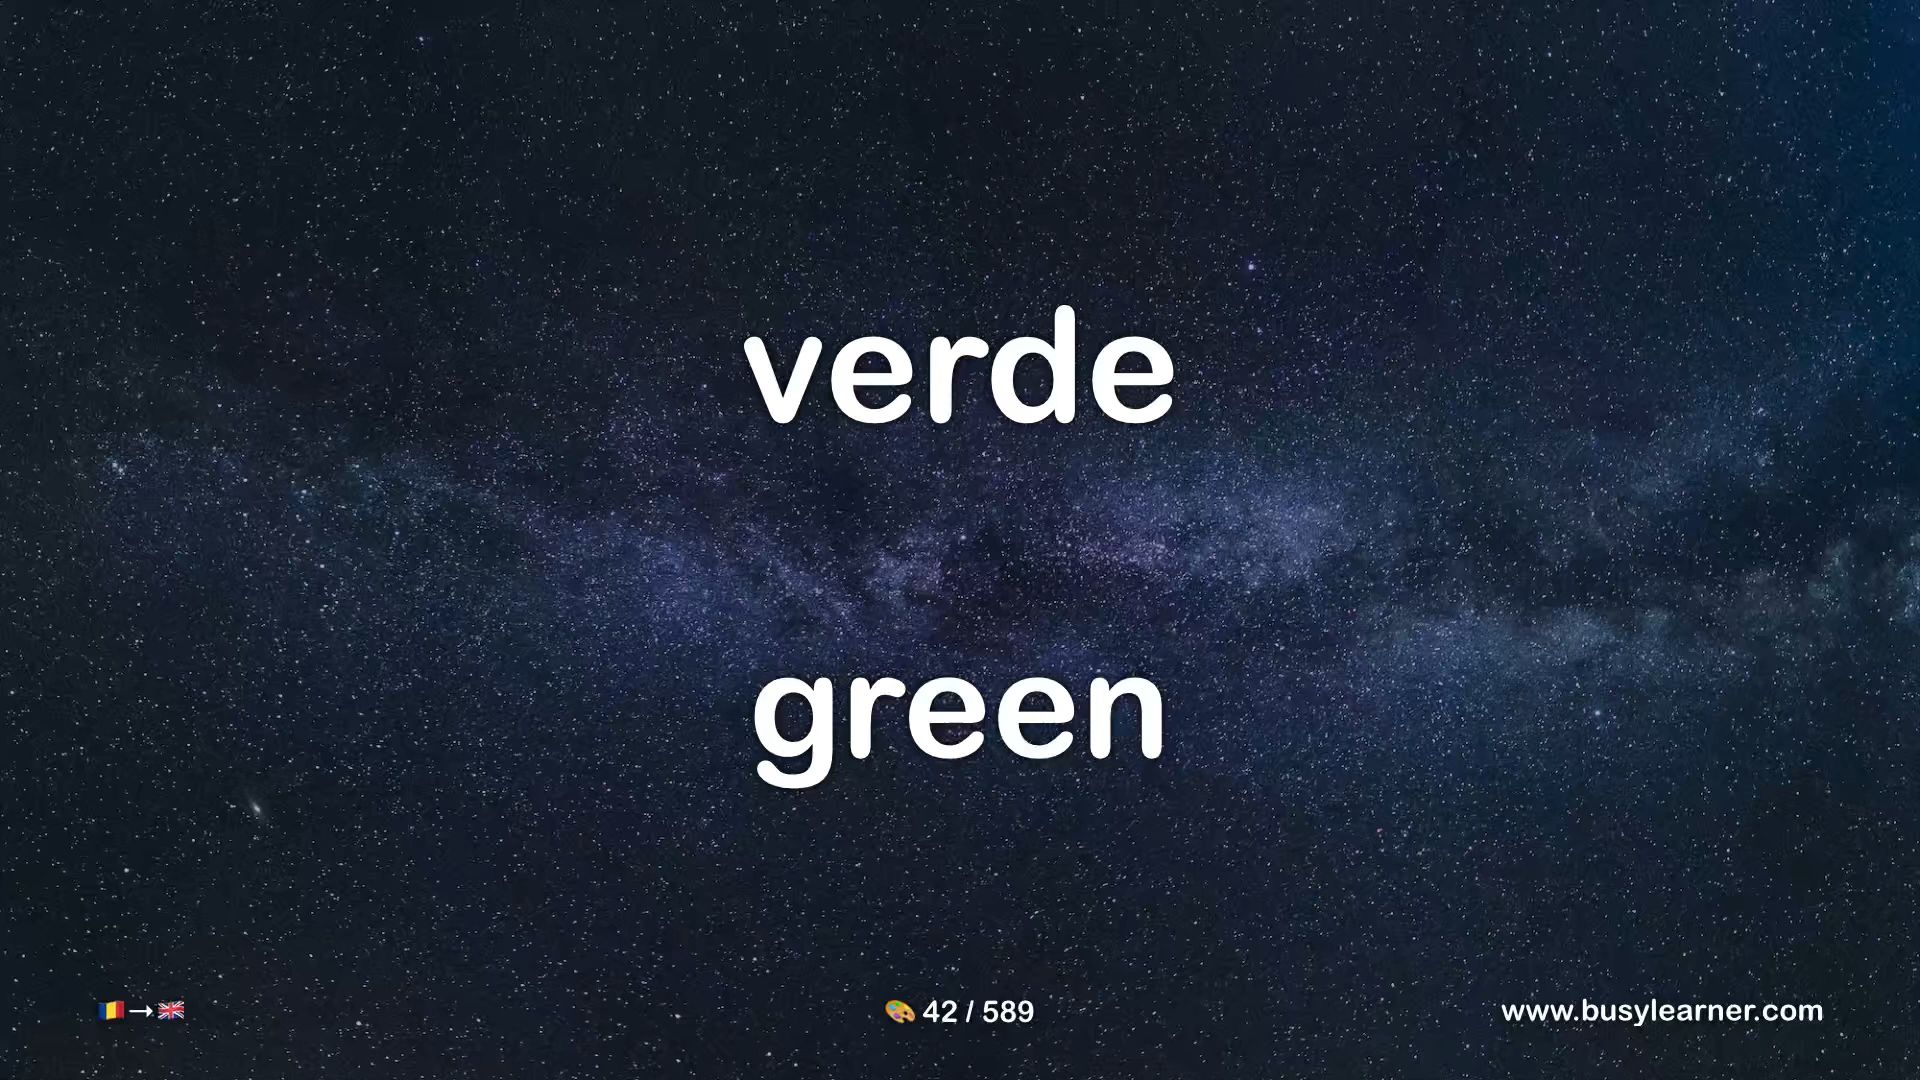 verde
green
🇷🇴→🇬🇧
🎨 42 / 589
www.busylearner.com